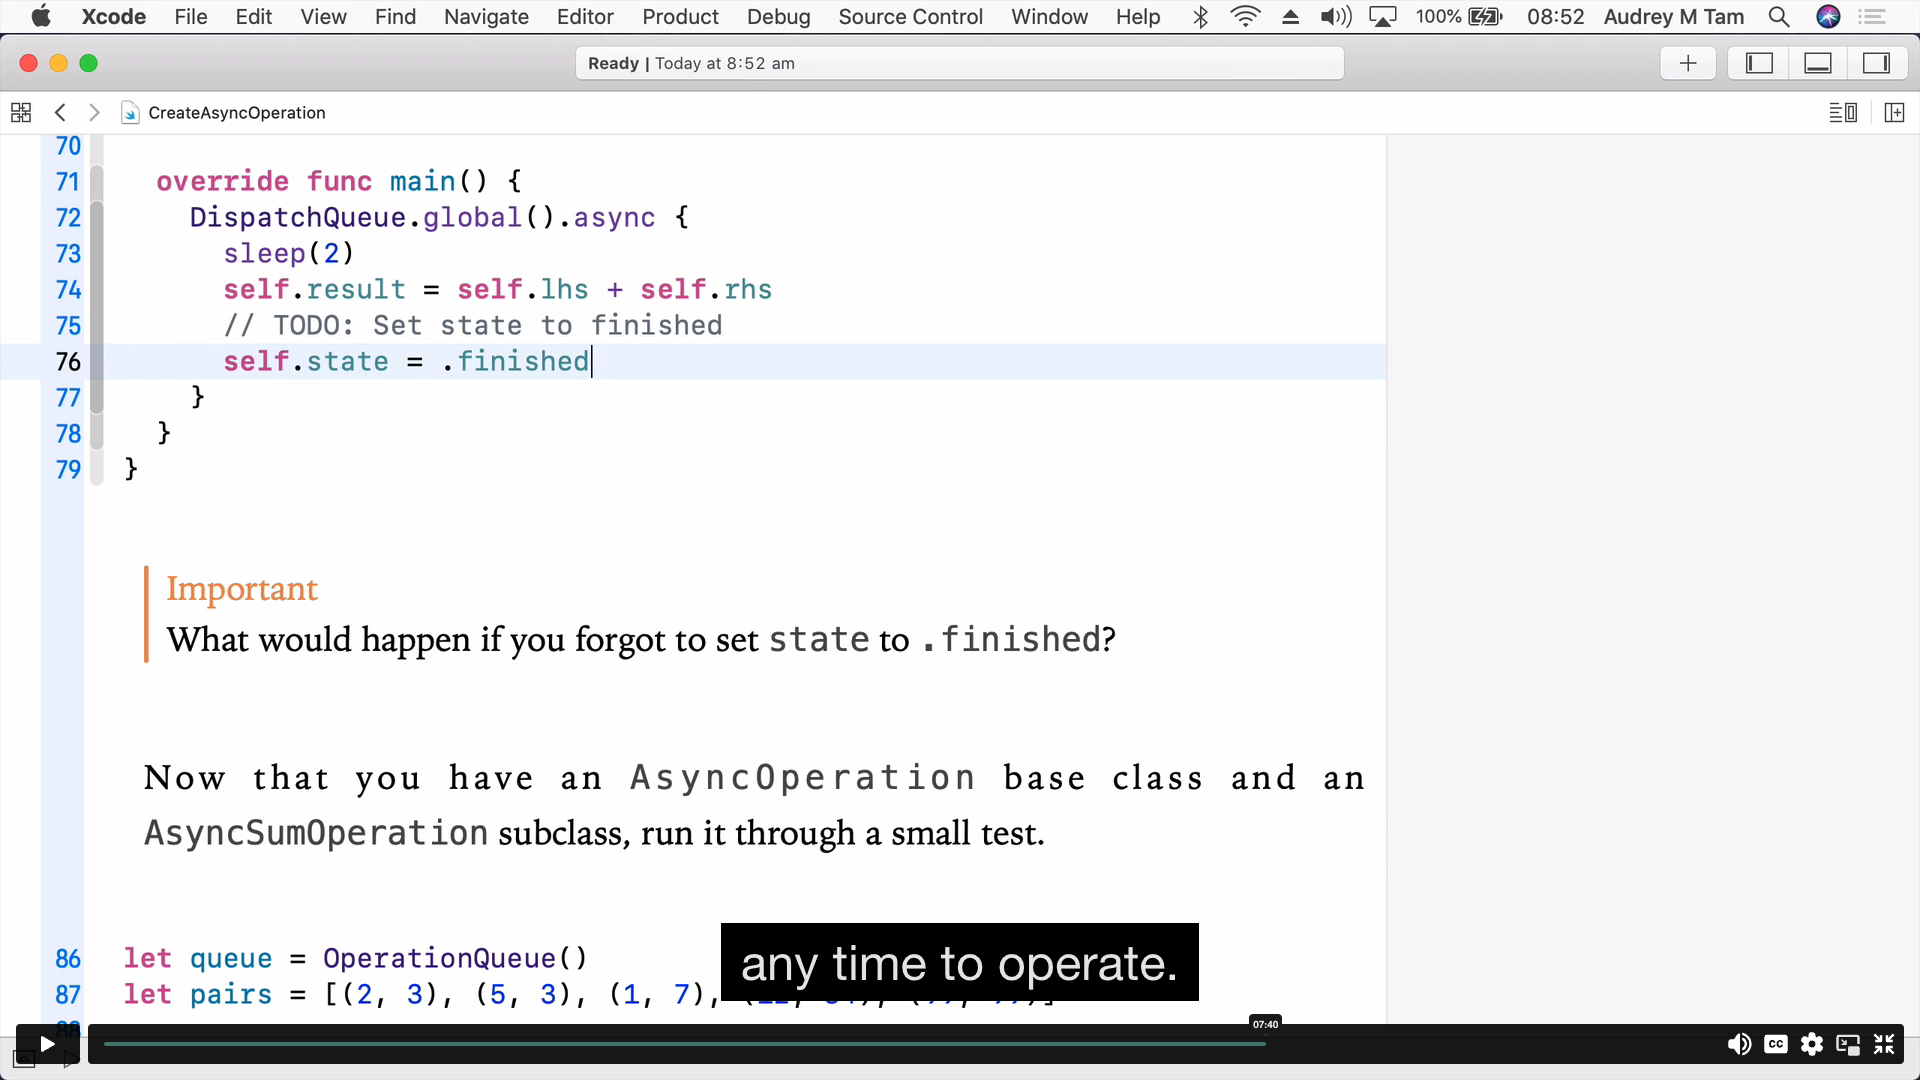 Xcode File Edit View Find Navigate Editor Product Debug Source Control Window Help 100% 08:52 Audrey M Tam
Ready | Today at 8:52 am
CreateAsyncOperation
70
71 override func main() {
72 DispatchQueue.global().async {
73 sleep(2)
74 self.result = self.lhs + self.rhs
75 // TODO: Set state to finished
76 self.state = .finished
77 }
78 }
79 }
Important
What would happen if you forgot to set state to .finished?
Now that you have an AsyncOperation base class and an
AsyncSumOperation subclass, run it through a small test.
86 let queue = OperationQueue()
87 let pairs = [(2, 3), (5, 3), (1, 7),
any time to operate.
07:40
CC